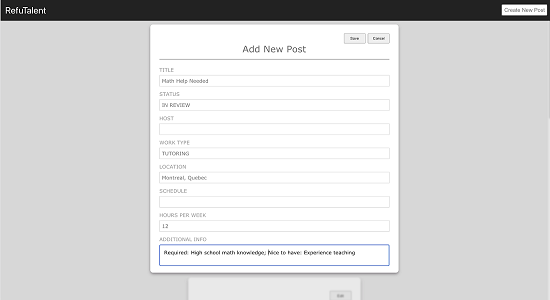 RefuTalent
Create New Post
Save
Cancel
Add New Post
TITLE
Math Help Needed
STATUS
IN REVIEW
HOST
WORK TYPE
TUTORING
LOCATION
Montreal, Quebec
SCHEDULE
HOURS PER WEEK
12
ADDITIONAL INFO
Required: High school math knowledge; Nice to have: Experience teaching
Edit